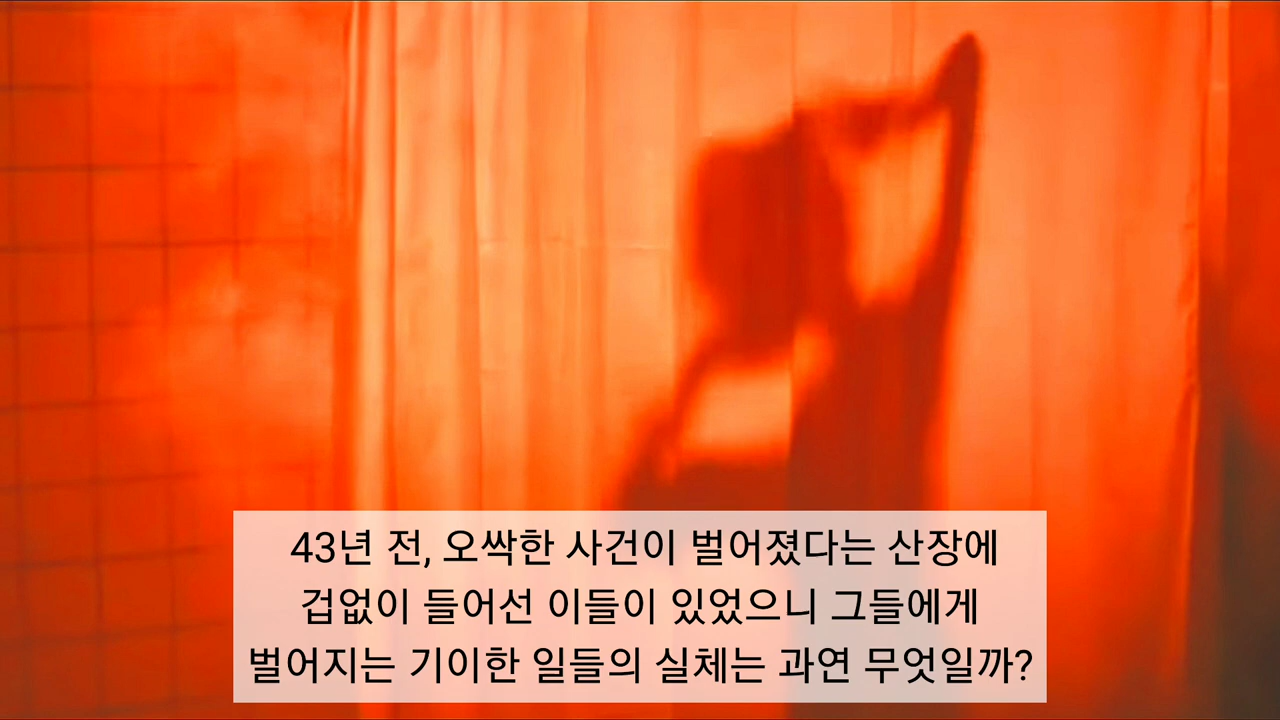 43년 전, 오싹한 사건이 벌어졌다는 산장에
겁없이 들어선 이들이 있었으니 그들에게
벌어지는 기이한 일들의 실체는 과연 무엇일까?